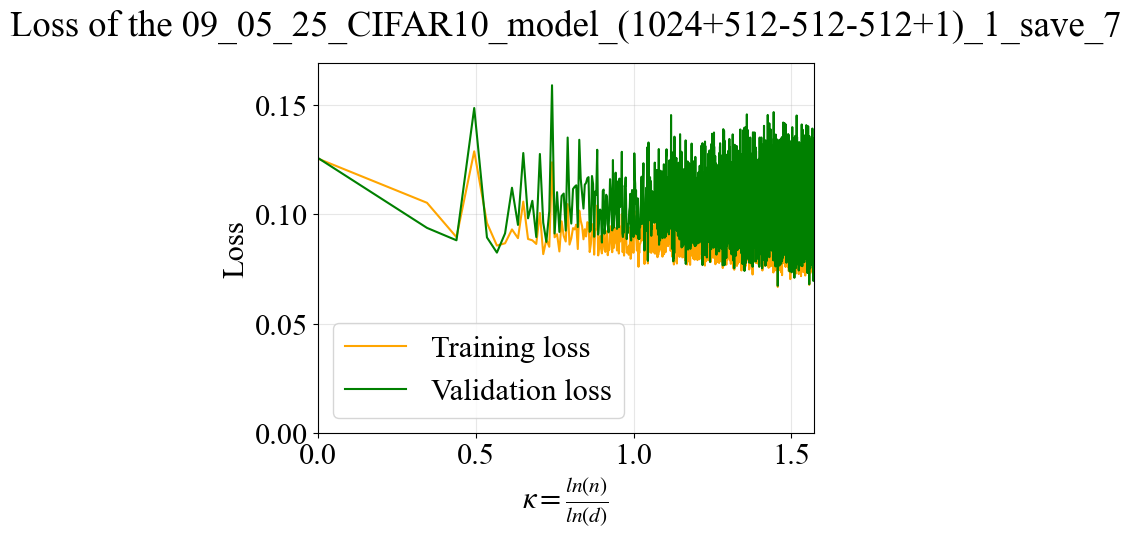 Loss of the 09_05_25_CIFAR10_model_(1024+512-512-512+1)_1_save_7
0.15
0.10
0.05
0.00
Loss
Training loss
Validation loss
0.0 0.5 1.0 1.5
κ = ln(n) / ln(d)